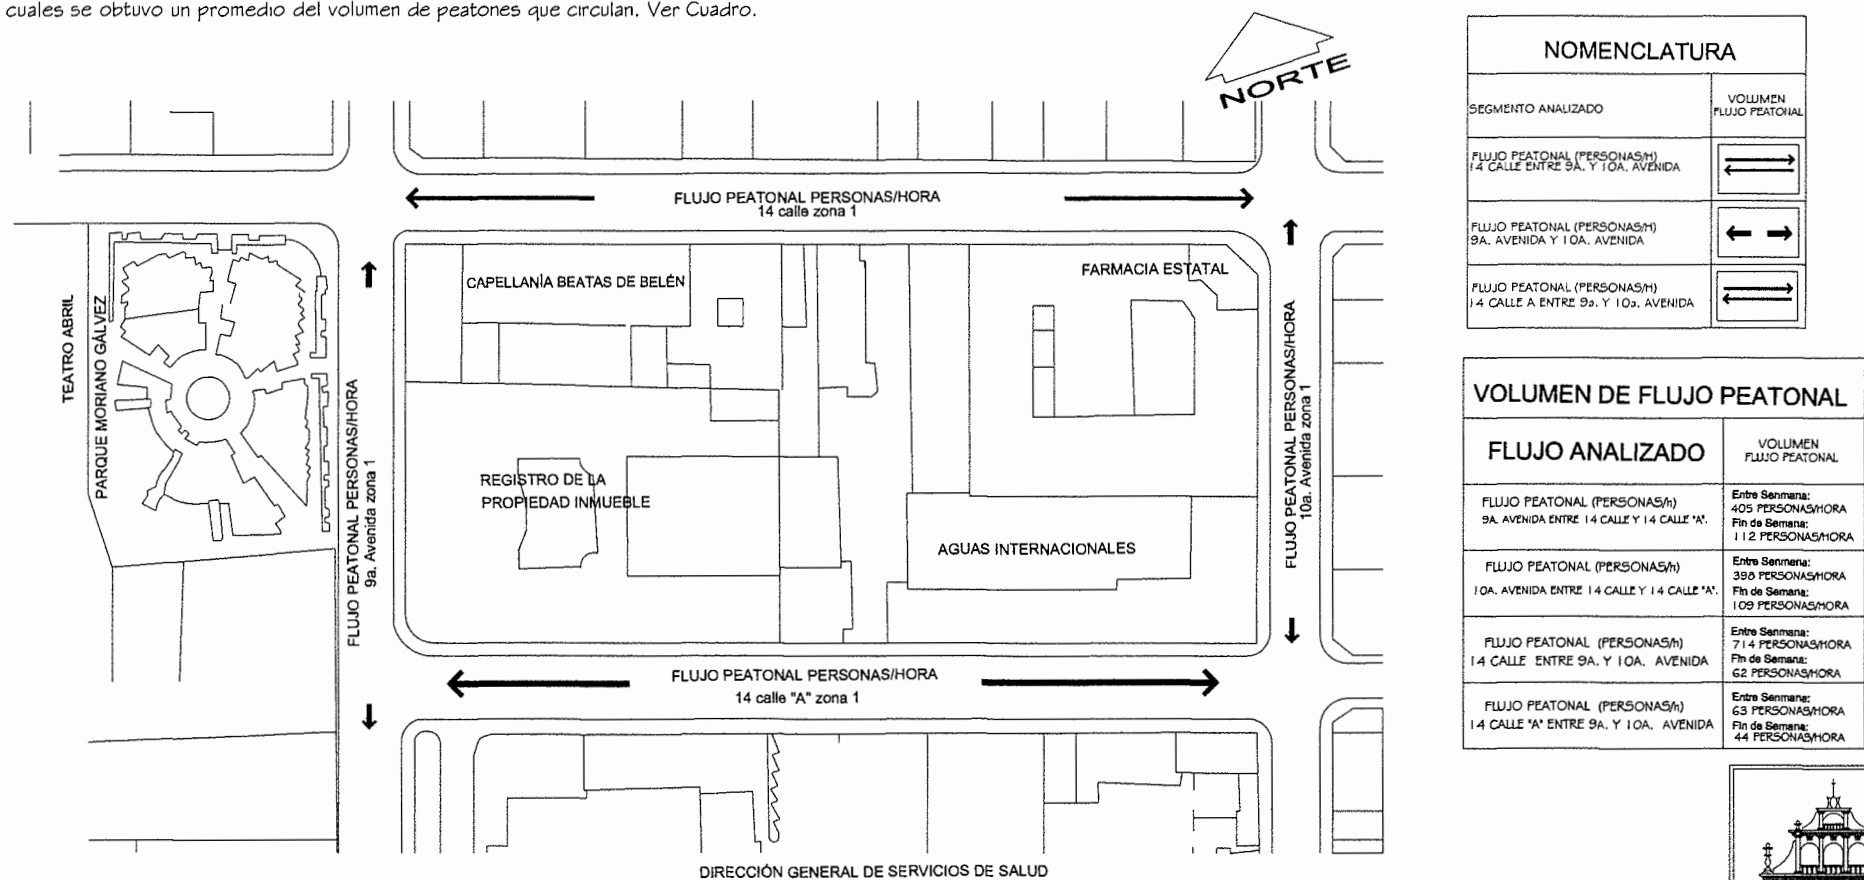 cuales se obtuvo un promedio del volumen de peatones que circulan. Ver Cuadro.
NORTE
FLUJO PEATONAL PERSONAS/HORA
14 calle zona 1
CAPELLANÍA BEATAS DE BELÉN
FARMACIA ESTATAL
TEATRO ABRIL
PARQUE MORIANO GÁLVEZ
FLUJO PEATONAL PERSONAS/HORA
9a. Avenida zona 1
REGISTRO DE LA
PROPIEDAD INMUEBLE
AGUAS INTERNACIONALES
FLUJO PEATONAL PERSONAS/HORA
10a. Avenida zona 1
FLUJO PEATONAL PERSONAS/HORA
14 calle "A" zona 1
DIRECCIÓN GENERAL DE SERVICIOS DE SALUD
NOMENCLATURA
SEGMENTO ANALIZADO
VOLUMEN
FLUJO PEATONAL
FLUJO PEATONAL (PERSONAS/H)
14 CALLE ENTRE 9A. Y 10A. AVENIDA
FLUJO PEATONAL (PERSONAS/H)
9A. AVENIDA Y 10A. AVENIDA
FLUJO PEATONAL (PERSONAS/H)
14 CALLE A ENTRE 9a. Y 10a. AVENIDA
VOLUMEN DE FLUJO PEATONAL
FLUJO ANALIZADO
VOLUMEN
FLUJO PEATONAL
FLUJO PEATONAL (PERSONAS/h)
9A. AVENIDA ENTRE 14 CALLE Y 14 CALLE "A".
Entre Senmana:
405 PERSONAS/HORA
Fin de Semana:
112 PERSONAS/HORA
FLUJO PEATONAL (PERSONAS/h)
10A. AVENIDA ENTRE 14 CALLE Y 14 CALLE "A".
Entre Senmana:
398 PERSONAS/HORA
Fin de Semana:
109 PERSONAS/HORA
FLUJO PEATONAL (PERSONAS/h)
14 CALLE ENTRE 9A. Y 10A. AVENIDA
Entre Senmana:
714 PERSONAS/HORA
Fin de Semana:
62 PERSONAS/HORA
FLUJO PEATONAL (PERSONAS/h)
14 CALLE "A" ENTRE 9A. Y 10A. AVENIDA
Entre Senmana:
63 PERSONAS/HORA
Fin de Semana:
44 PERSONAS/HORA